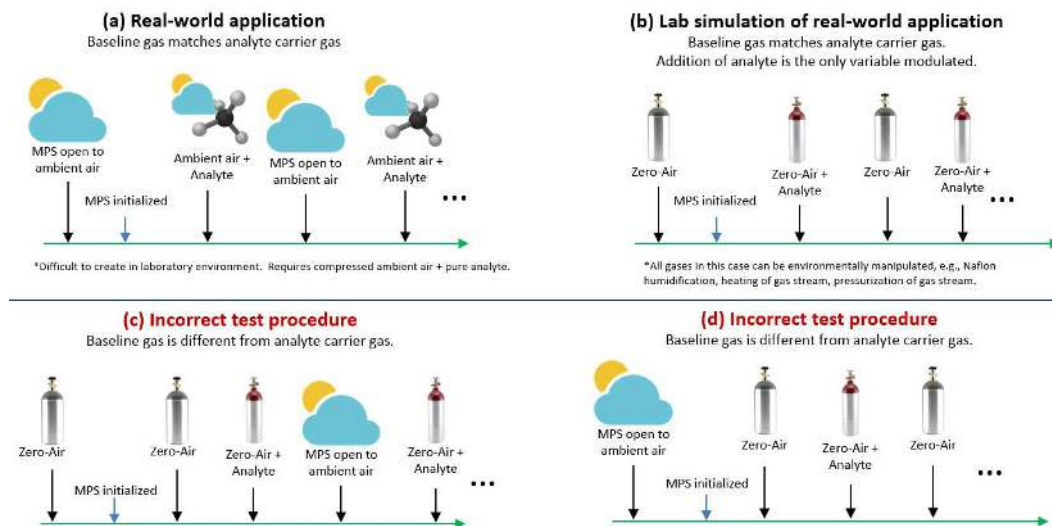 (a) Real-world application
Baseline gas matches analyte carrier gas
MPS open to
ambient air
Ambient air +
Analyte
MPS open to
ambient air
Ambient air +
Analyte
MPS initialized
...
*Difficult to create in laboratory environment. Requires compressed ambient air + pure analyte.
(b) Lab simulation of real-world application
Baseline gas matches analyte carrier gas.
Addition of analyte is the only variable modulated.
Zero-Air
Zero-Air +
Analyte
Zero-Air
Zero-Air +
Analyte
MPS initialized
...
*All gases in this case can be environmentally manipulated, e.g., Nafion
humidification, heating of gas stream, pressurization of gas stream.
(c) Incorrect test procedure
Baseline gas is different from analyte carrier gas.
Zero-Air
Zero-Air
Zero-Air +
Analyte
MPS open to
ambient air
Zero-Air +
Analyte
MPS initialized
...
(d) Incorrect test procedure
Baseline gas is different from analyte carrier gas.
MPS open to
ambient air
Zero-Air
Zero-Air +
Analyte
Zero-Air
MPS initialized
...